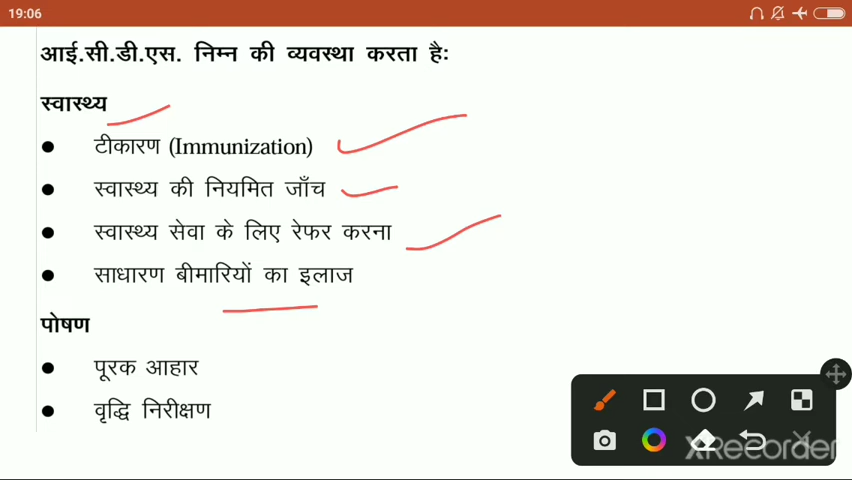 19:06
आई.सी.डी.एस. निम्न की व्यवस्था करता है:
स्वास्थ्य
● टीकारण (Immunization)
● स्वास्थ्य की नियमित जाँच
● स्वास्थ्य सेवा के लिए रेफर करना
● साधारण बीमारियों का इलाज
पोषण
● पूरक आहार
● वृद्धि निरीक्षण
XRecorder